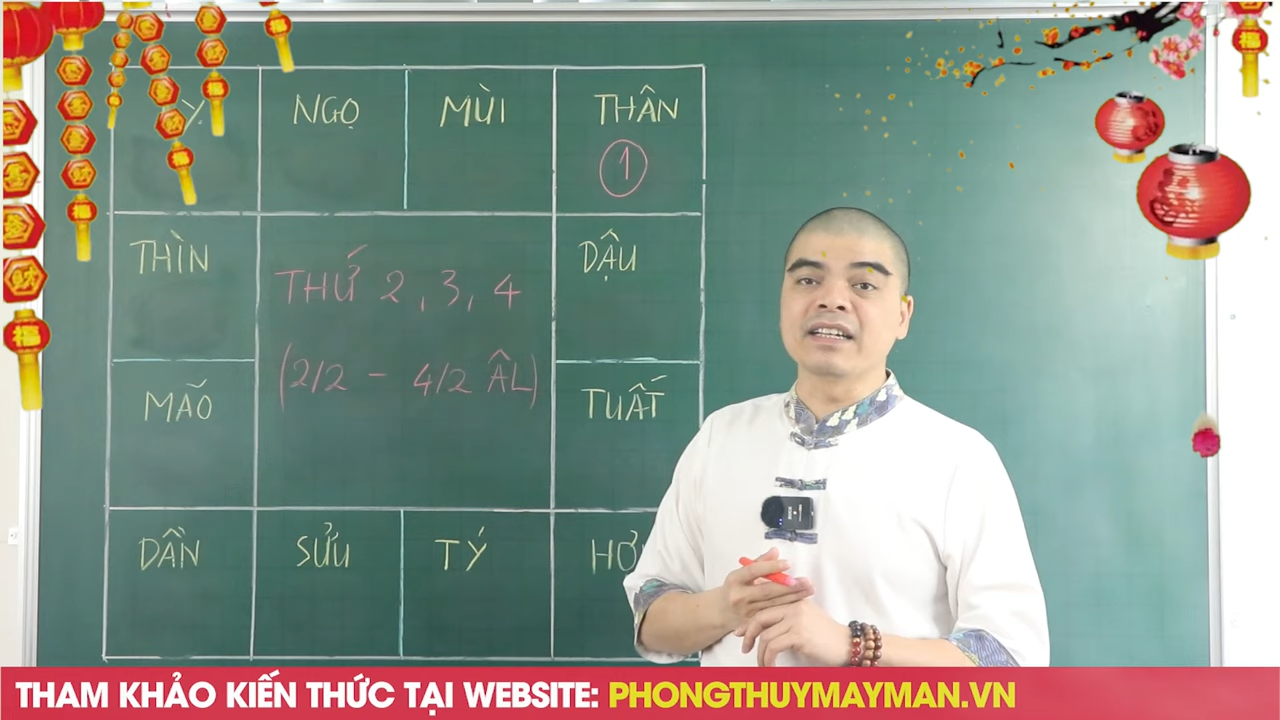 NGỌ
MÙI
THÂN
1
THÌN
DẬU
THỨ 2, 3, 4
(2/2 - 4/2 ÂL)
MÃO
TUẤT
DẦN
SỬU
TÝ
THAM KHẢO KIẾN THỨC TẠI WEBSITE: PHONGTHUYMAYMAN.VN